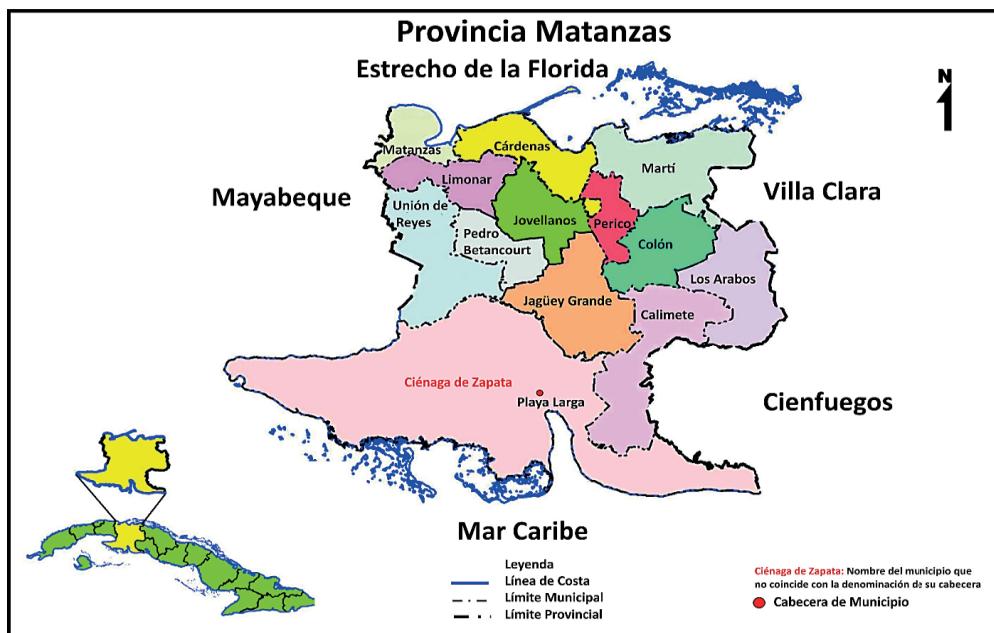 Provincia Matanzas
Estrecho de la Florida
N
Matanzas
Cárdenas
Martí
Limonar
Mayabeque
Villa Clara
Unión de
Reyes
Jovellanos
Perico
Pedro
Betancourt
Colón
Los Arabos
Jagüey Grande
Calimete
Ciénaga de Zapata
Playa Larga
Cienfuegos
Mar Caribe
Leyenda
Línea de Costa
Límite Municipal
Límite Provincial
Ciénaga de Zapata: Nombre del municipio que
no coincide con la denominación de su cabecera
Cabecera de Municipio